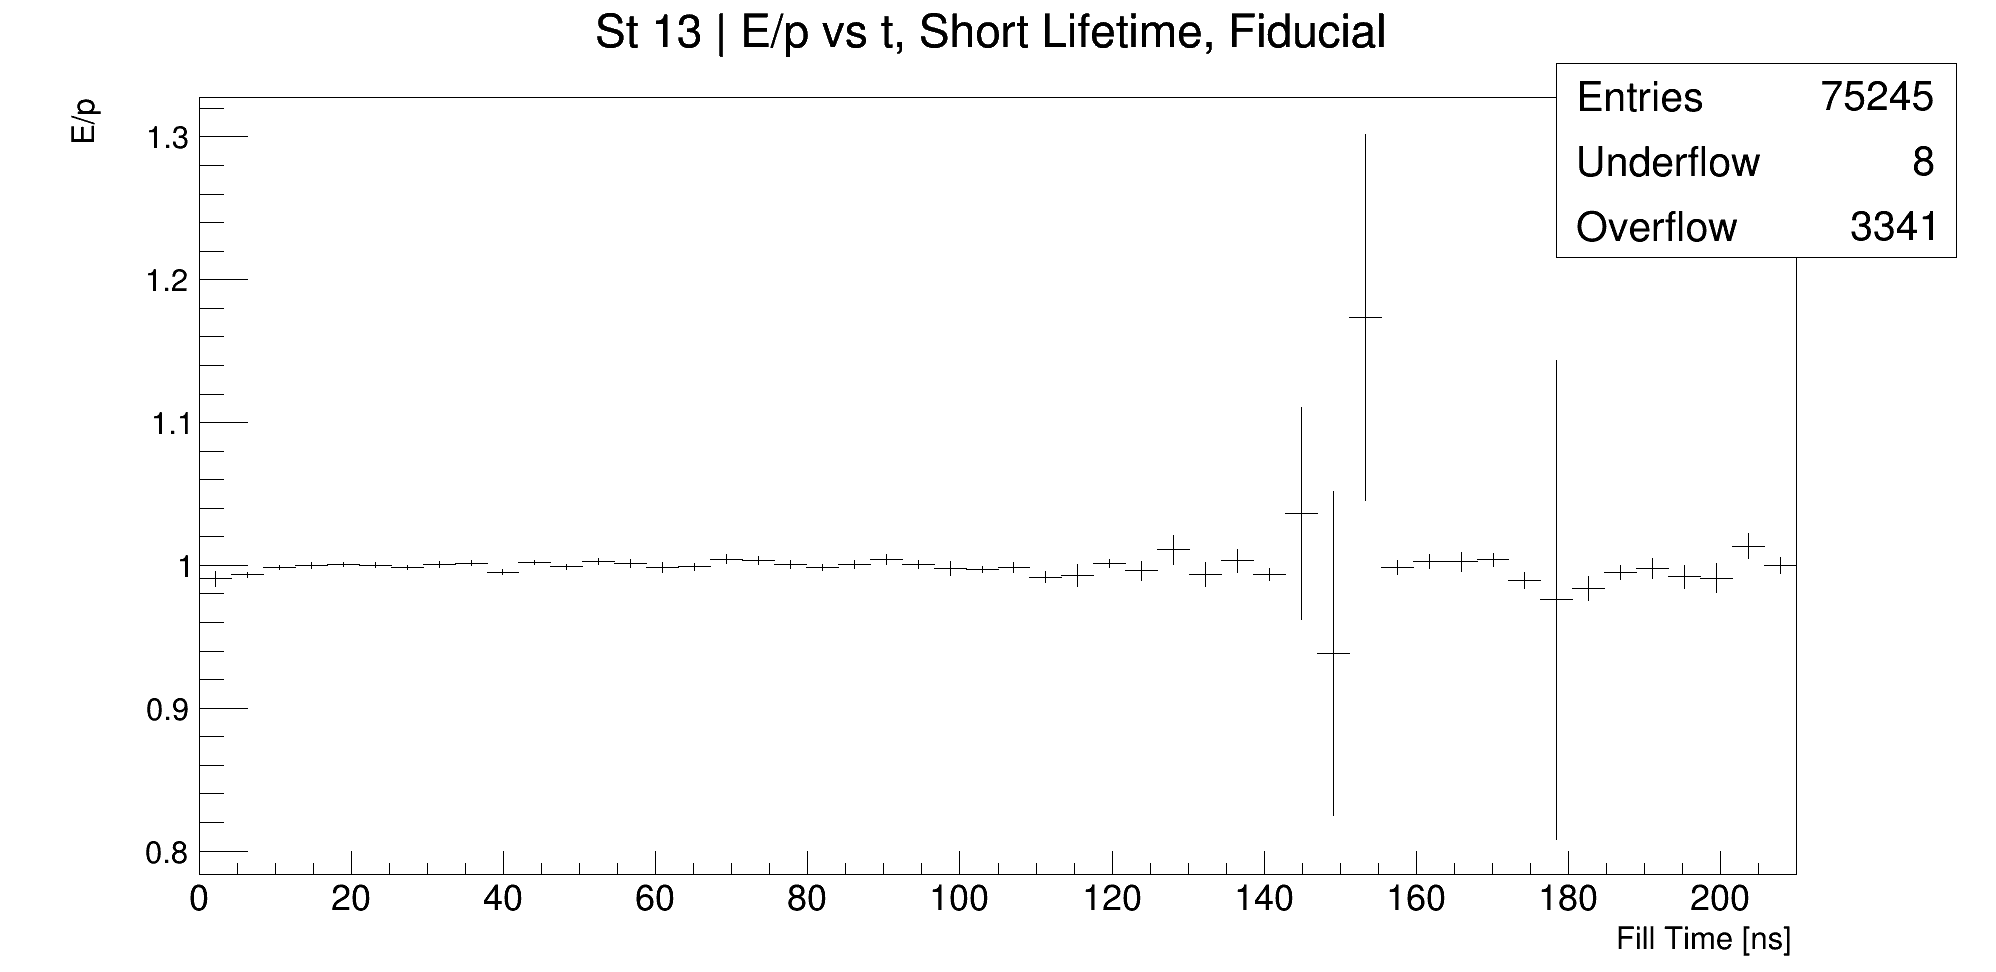 St 13 | E/p vs t, Short Lifetime, Fiducial
Entries 75245
Underflow 8
Overflow 3341
E/p
1.3
1.2
1.1
1
0.9
0.8
0 20 40 60 80 100 120 140 160 180 200
Fill Time [ns]